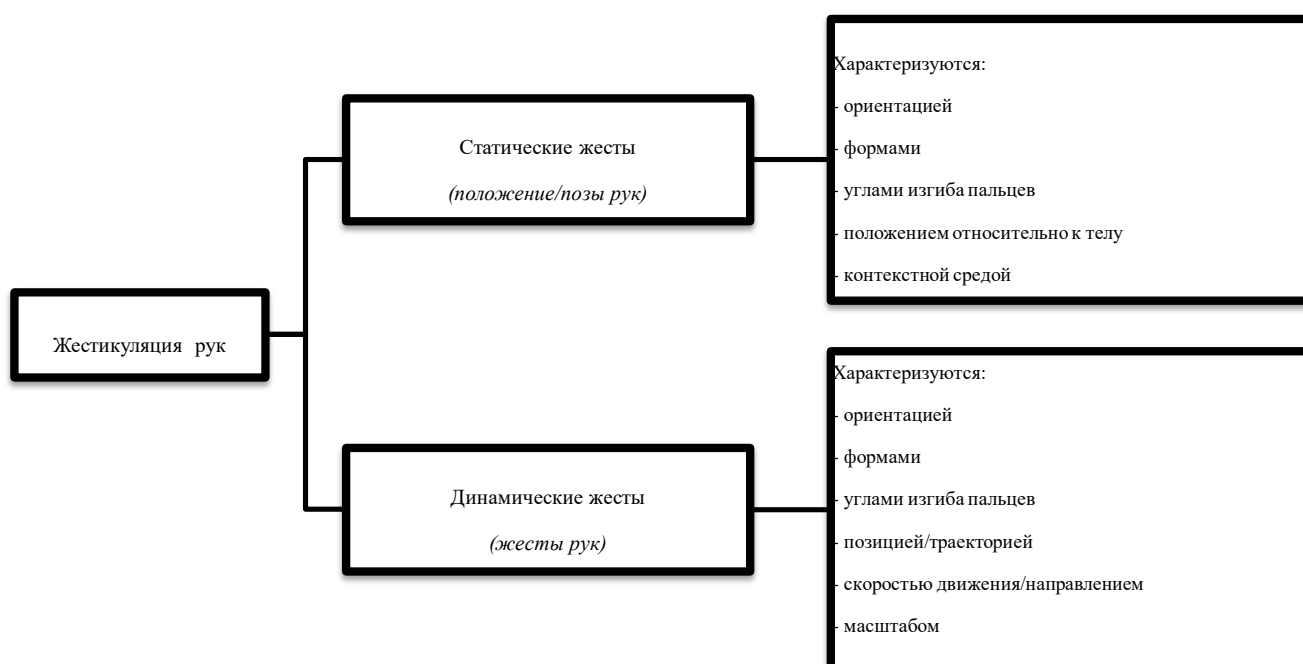 Жестикуляция рук
Статические жесты
(положение/позы рук)
Характеризуются:
- ориентацией
- формами
- углами изгиба пальцев
- положением относительно к телу
- контекстной средой
Динамические жесты
(жесты рук)
Характеризуются:
- ориентацией
- формами
- углами изгиба пальцев
- позицией/траекторией
- скоростью движения/направлением
- масштабом